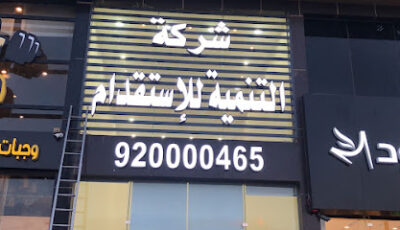 شركة
التنمية للإستقدام
920000465
وجبات